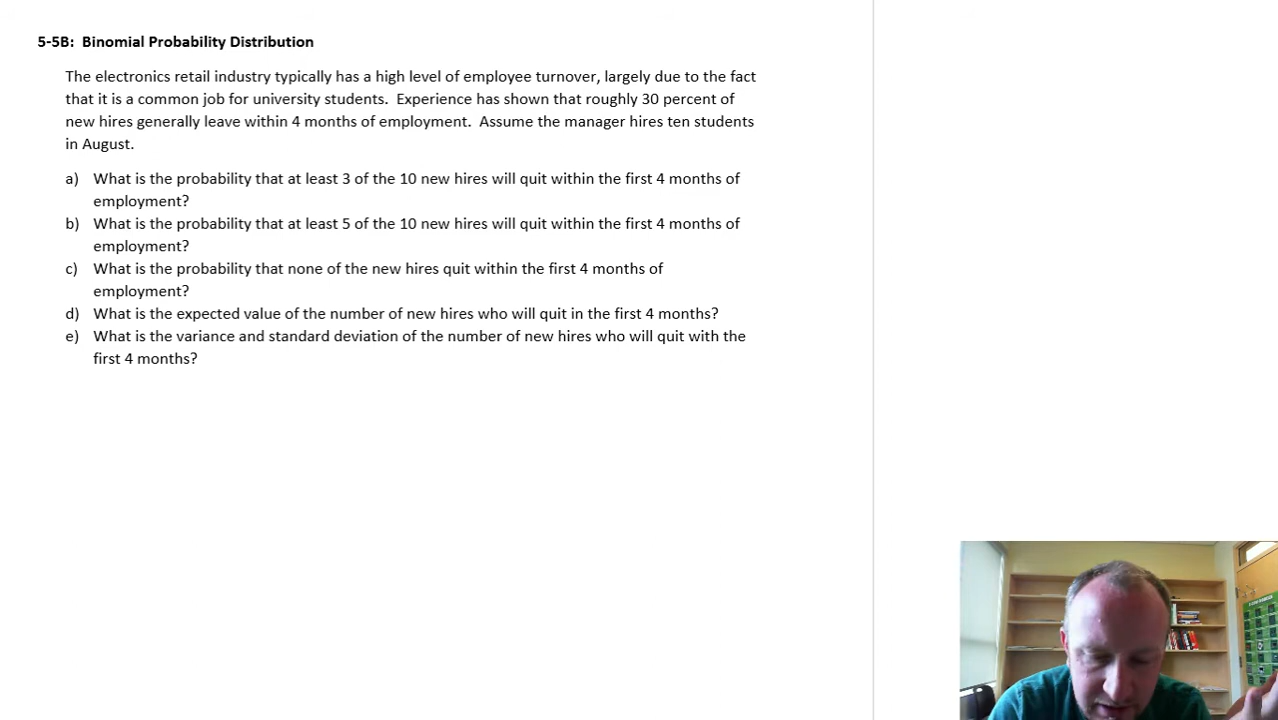 5-5B: Binomial Probability Distribution
The electronics retail industry typically has a high level of employee turnover, largely due to the fact
that it is a common job for university students. Experience has shown that roughly 30 percent of
new hires generally leave within 4 months of employment. Assume the manager hires ten students
in August.
a) What is the probability that at least 3 of the 10 new hires will quit within the first 4 months of
employment?
b) What is the probability that at least 5 of the 10 new hires will quit within the first 4 months of
employment?
c) What is the probability that none of the new hires quit within the first 4 months of
employment?
d) What is the expected value of the number of new hires who will quit in the first 4 months?
e) What is the variance and standard deviation of the number of new hires who will quit with the
first 4 months?